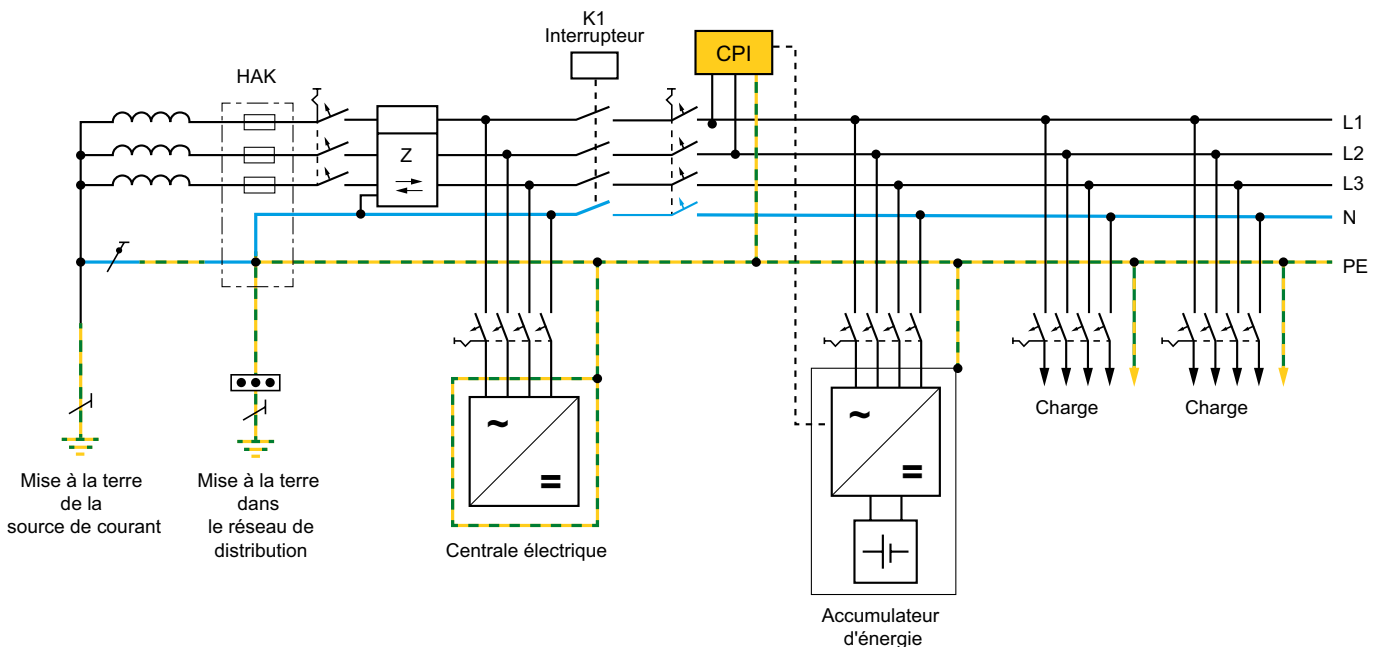 K1
Interrupteur
CPI
HAK
L1
Z
L2
L3
N
PE
Charge
Charge
~
=
~
=
Mise à la terre
de la
source de courant
Mise à la terre
dans
le réseau de
distribution
Centrale électrique
Accumulateur
d'énergie